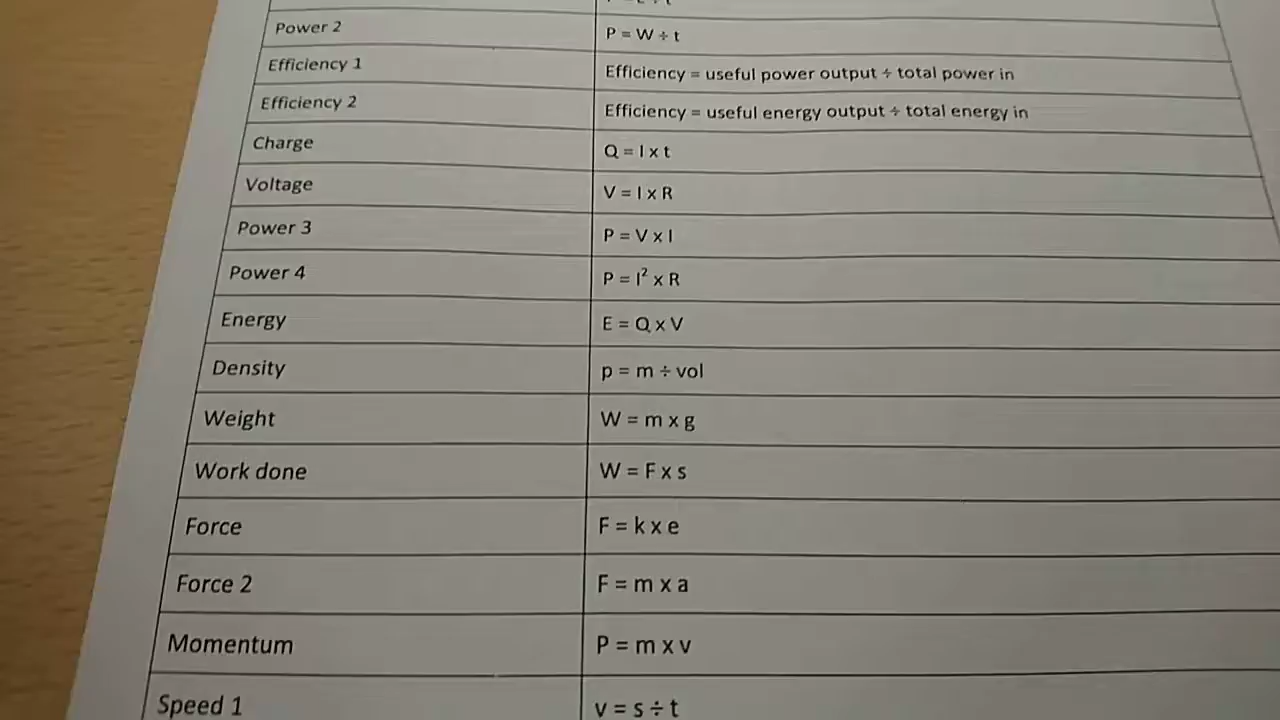 Power 2 P = W ÷ t
Efficiency 1 Efficiency = useful power output ÷ total power in
Efficiency 2 Efficiency = useful energy output ÷ total energy in
Charge Q = I x t
Voltage V = I x R
Power 3 P = V x I
Power 4 P = I² x R
Energy E = Q x V
Density p = m ÷ vol
Weight W = m x g
Work done W = F x s
Force F = k x e
Force 2 F = m x a
Momentum P = m x v
Speed 1 v = s ÷ t